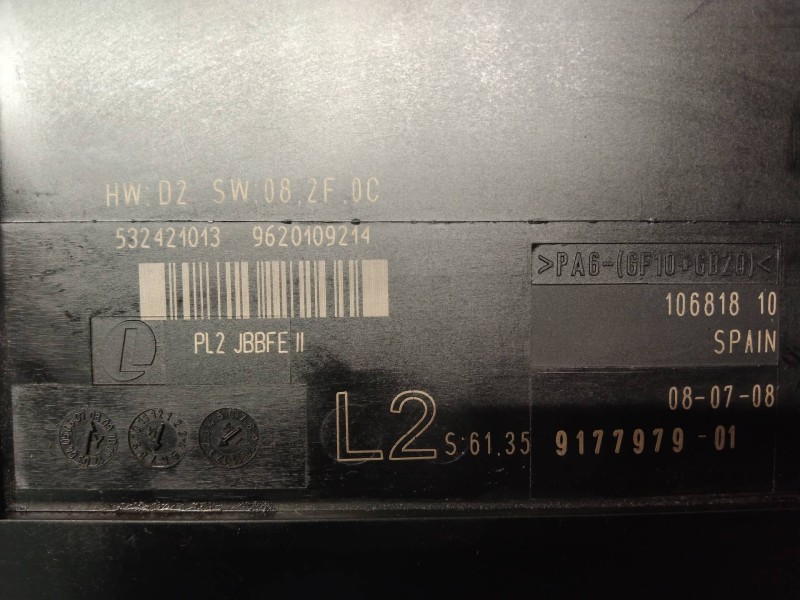 HW:D2 SW:08.2F.0C
532421013 9620109214
>PA6-(GF10+GB20)<
106818 10
PL2 JBBFE II
SPAIN
08-07-08
L2 S:61.35 9177979-01